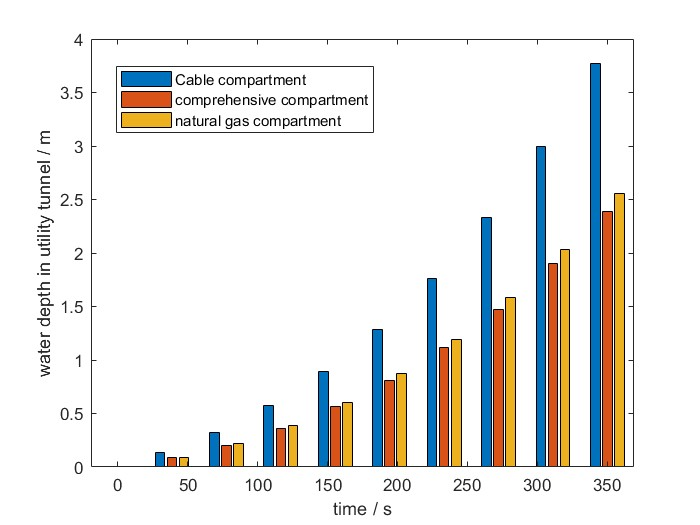 4
3.5
3
2.5
2
1.5
1
0.5
0
water depth in utility tunnel / m
Cable compartment
comprehensive compartment
natural gas compartment
0 50 100 150 200 250 300 350
time / s